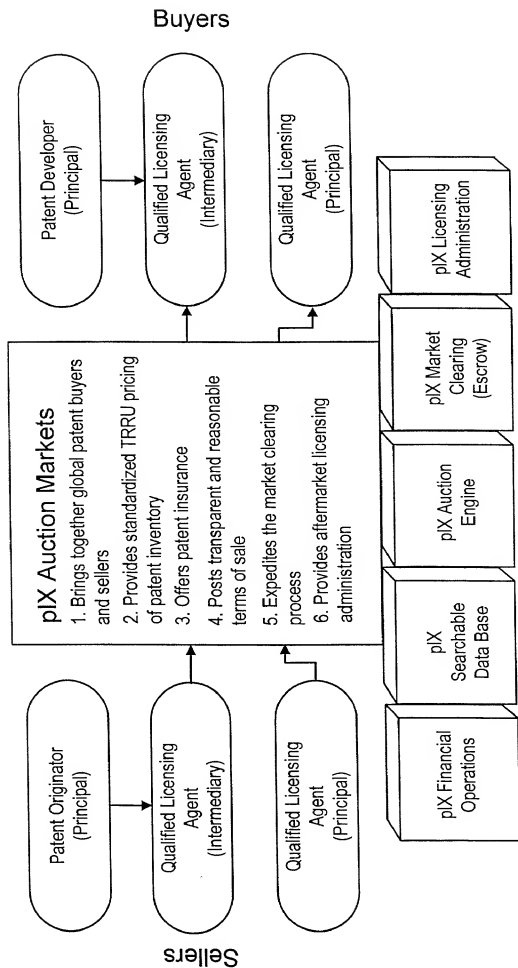 Sellers
Patent Originator
(Principal)
Qualified Licensing
Agent
(Intermediary)
Qualified Licensing
Agent
(Principal)
pIX Auction Markets
1. Brings together global patent buyers
and sellers
2. Provides standardized TRRU pricing
of patent inventory
3. Offers patent insurance
4. Posts transparent and reasonable
terms of sale
5. Expedites the market clearing
process
6. Provides aftermarket licensing
administration
Buyers
Patent Developer
(Principal)
Qualified Licensing
Agent
(Intermediary)
Qualified Licensing
Agent
(Principal)
pIX Financial
Operations
pIX
Searchable
Data Base
pIX Auction
Engine
pIX Market
Clearing
(Escrow)
pIX Licensing
Administration